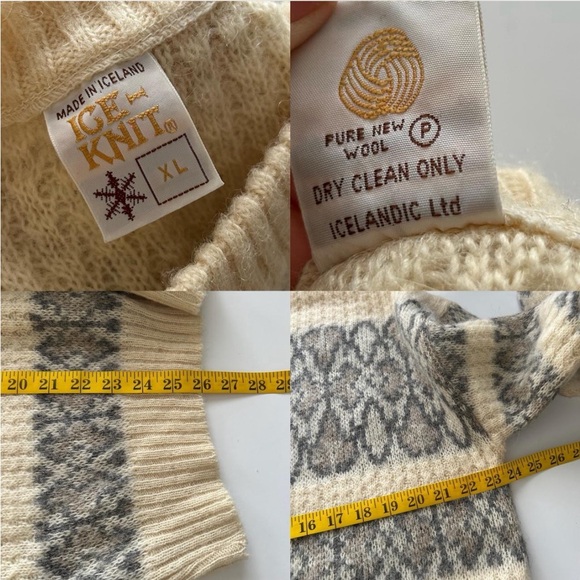 MADE IN ICELAND
ICE-
KNIT®
XL
PURE NEW
WOOL
P
DRY CLEAN ONLY
ICELANDIC Ltd
20 21 22 23 24 25 26 27 28 29
16 17 18 19 20 21 22 23 24 25 26